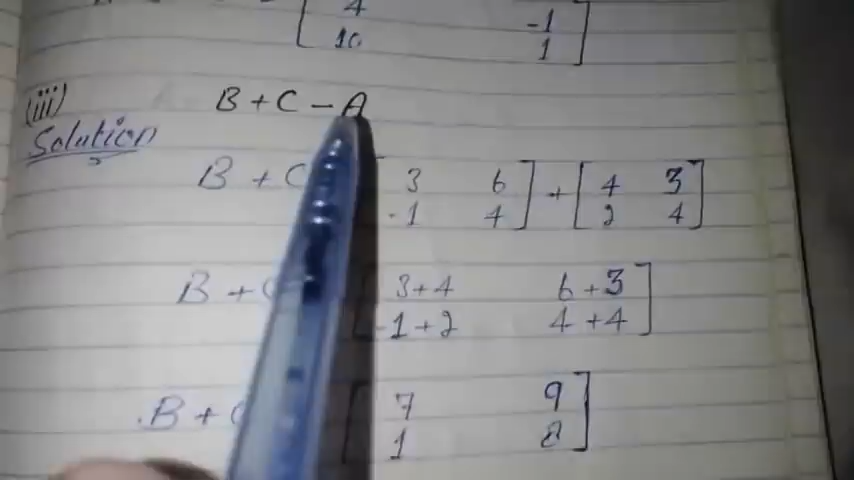 [4 -1]
[10 1]
(iii) B + C - A
Solution
B + C [3 6] + [4 3]
[-1 4] [2 4]
B + C [3+4 6+3]
[-1+2 4+4]
B + C [7 9]
[1 8]